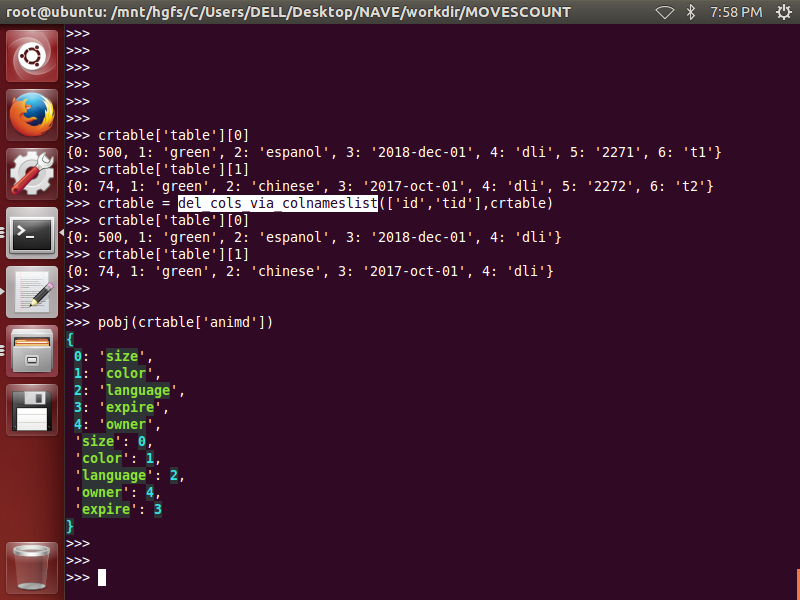 root@ubuntu: /mnt/hgfs/C/Users/DELL/Desktop/NAVE/workdir/MOVESCOUNT 7:58 PM
>>>
>>>
>>>
>>>
>>>
>>>
>>> crtable['table'][0]
{0: 500, 1: 'green', 2: 'espanol', 3: '2018-dec-01', 4: 'dli', 5: '2271', 6: 't1'}
>>> crtable['table'][1]
{0: 74, 1: 'green', 2: 'chinese', 3: '2017-oct-01', 4: 'dli', 5: '2272', 6: 't2'}
>>> crtable = del_cols_via_colnameslist(['id','tid'],crtable)
>>> crtable['table'][0]
{0: 500, 1: 'green', 2: 'espanol', 3: '2018-dec-01', 4: 'dli'}
>>> crtable['table'][1]
{0: 74, 1: 'green', 2: 'chinese', 3: '2017-oct-01', 4: 'dli'}
>>>
>>>
>>> pobj(crtable['animd'])
{
0: 'size',
1: 'color',
2: 'language',
3: 'expire',
4: 'owner',
'size': 0,
'color': 1,
'language': 2,
'owner': 4,
'expire': 3
}
>>>
>>>
>>>